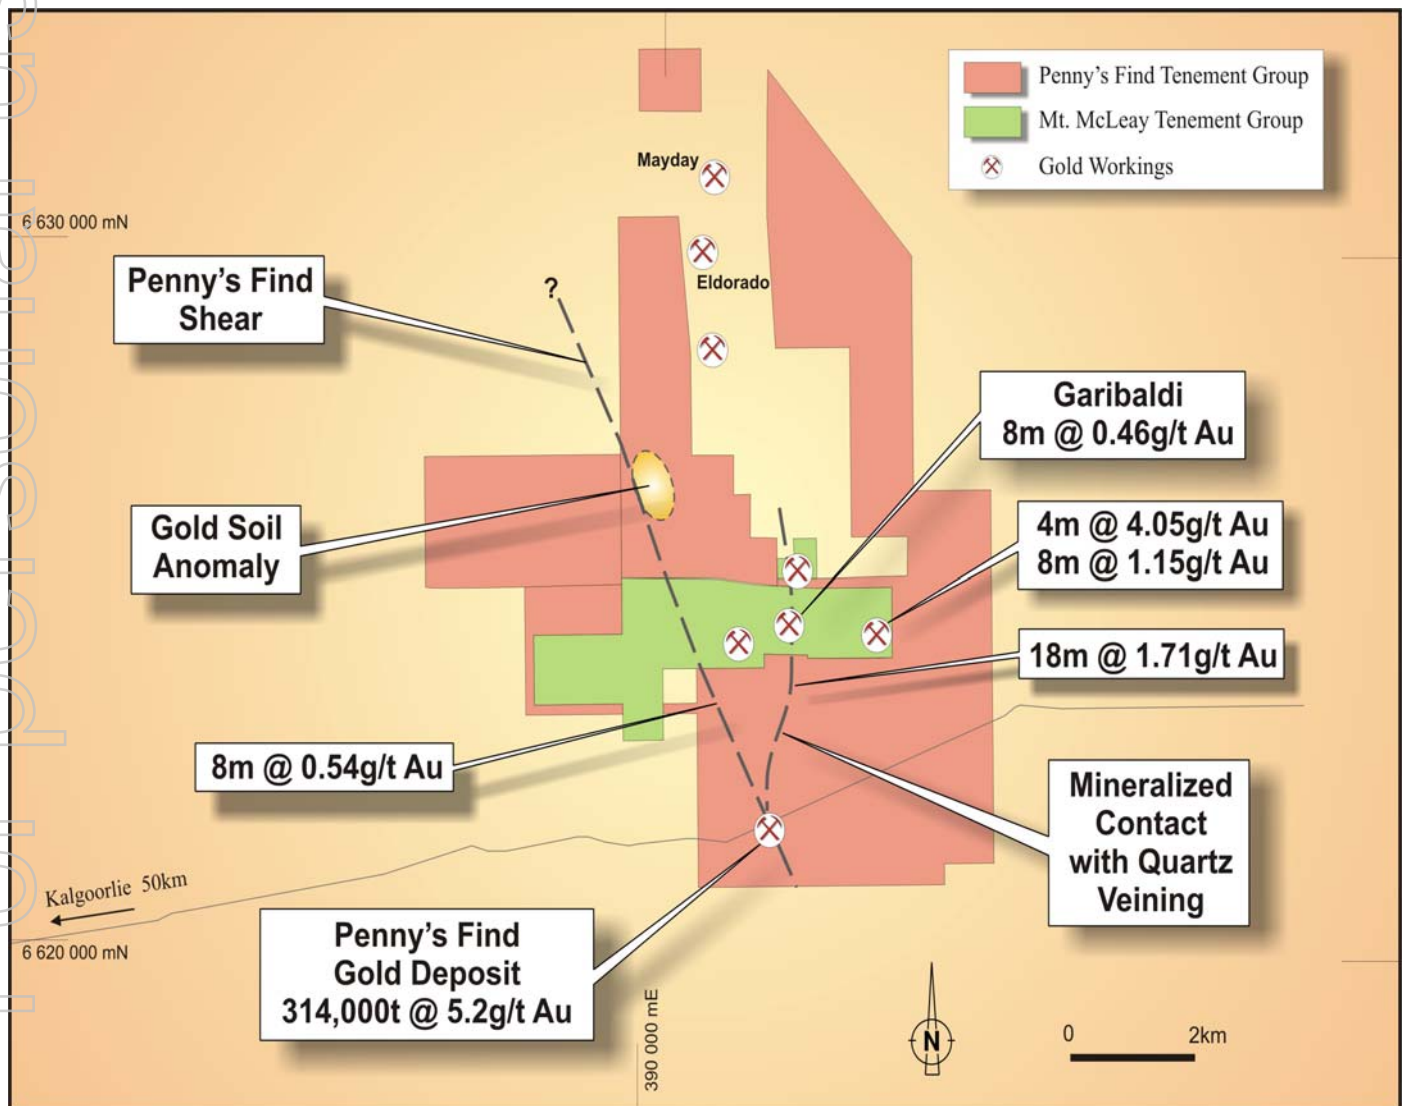 Penny's Find Tenement Group
Mt. McLeay Tenement Group
Gold Workings
Mayday
6 630 000 mN
Eldorado
?
Penny's Find
Shear
Garibaldi
8m @ 0.46g/t Au
Gold Soil
Anomaly
4m @ 4.05g/t Au
8m @ 1.15g/t Au
18m @ 1.71g/t Au
8m @ 0.54g/t Au
Mineralized
Contact
with Quartz
Veining
Kalgoorlie 50km
6 620 000 mN
Penny's Find
Gold Deposit
314,000t @ 5.2g/t Au
390 000 mE
N
0 2km